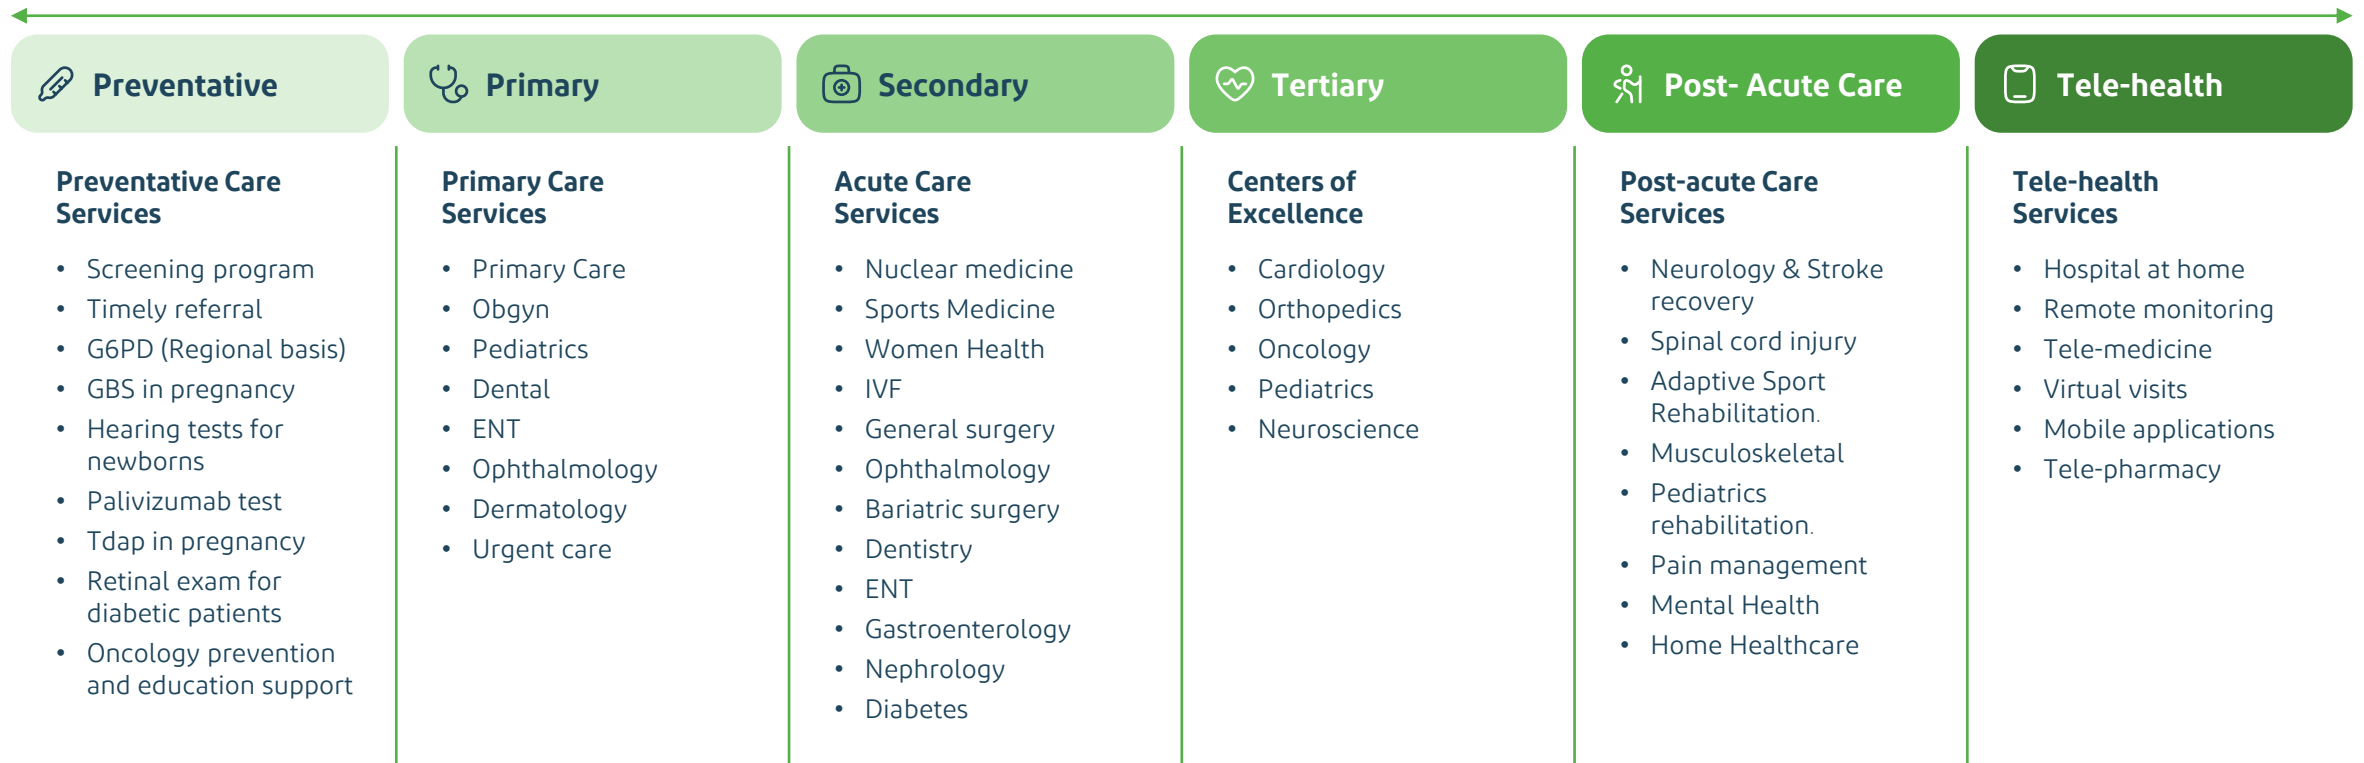 Preventative
Primary
Secondary
Tertiary
Post- Acute Care
Tele-health
Preventative Care
Services
• Screening program
• Timely referral
• G6PD (Regional basis)
• GBS in pregnancy
• Hearing tests for
newborns
• Palivizumab test
• Tdap in pregnancy
• Retinal exam for
diabetic patients
• Oncology prevention
and education support
Primary Care
Services
• Primary Care
• Obgyn
• Pediatrics
• Dental
• ENT
• Ophthalmology
• Dermatology
• Urgent care
Acute Care
Services
• Nuclear medicine
• Sports Medicine
• Women Health
• IVF
• General surgery
• Ophthalmology
• Bariatric surgery
• Dentistry
• ENT
• Gastroenterology
• Nephrology
• Diabetes
Centers of
Excellence
• Cardiology
• Orthopedics
• Oncology
• Pediatrics
• Neuroscience
Post-acute Care
Services
• Neurology & Stroke
recovery
• Spinal cord injury
• Adaptive Sport
Rehabilitation.
• Musculoskeletal
• Pediatrics
rehabilitation.
• Pain management
• Mental Health
• Home Healthcare
Tele-health
Services
• Hospital at home
• Remote monitoring
• Tele-medicine
• Virtual visits
• Mobile applications
• Tele-pharmacy